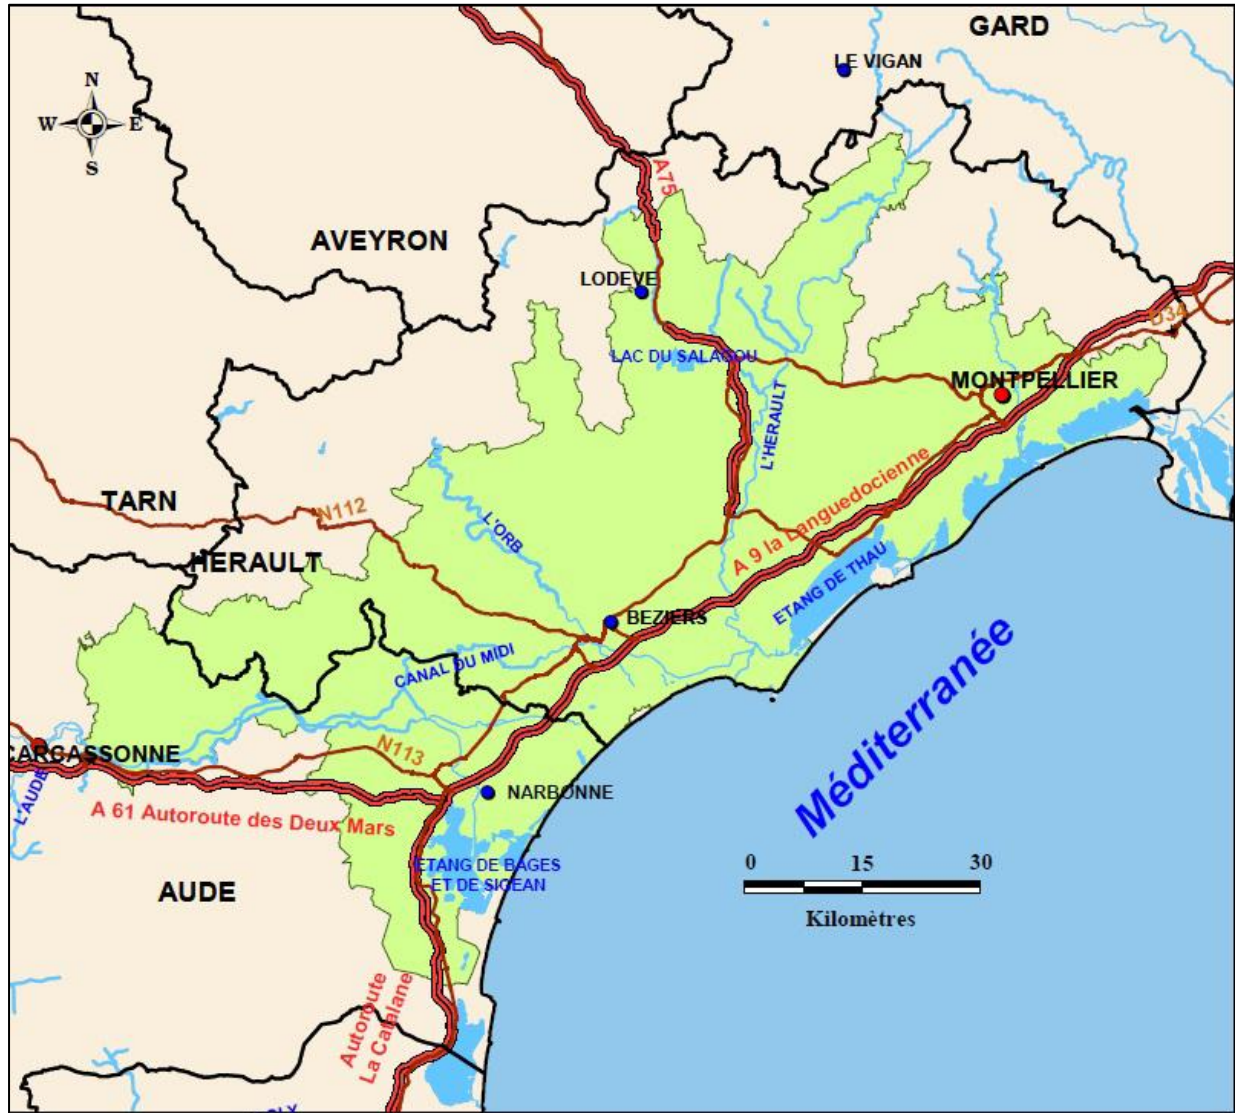 GARD
LE VIGAN
N
W E
S
A75
AVEYRON
LODEVE
D34
LAC DU SALAGOU
MONTPELLIER
L'HERAULT
TARN
N112
L'ORB
A 9 la Languedocienne
HERAULT
ETANG DE THAU
BEZIERS
CANAL DU MIDI
Méditerranée
CARCASSONNE
N113
L'AUDE
NARBONNE
A 61 Autoroute des Deux Mars
ETANG DE BAGES
ET DE SIGEAN
AUDE
0 15 30
Kilomètres
Autoroute
La Catalane